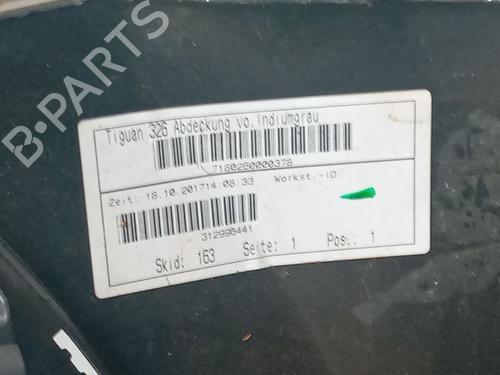 B-PARTS
Tiguan 326 Abdeckung vo.Indiumgrau
7180260000378
Zeit: 18.10.201714:08:33 Workst.-ID:
312996441
Skid: 163 Seite: 1 Pos.: 1